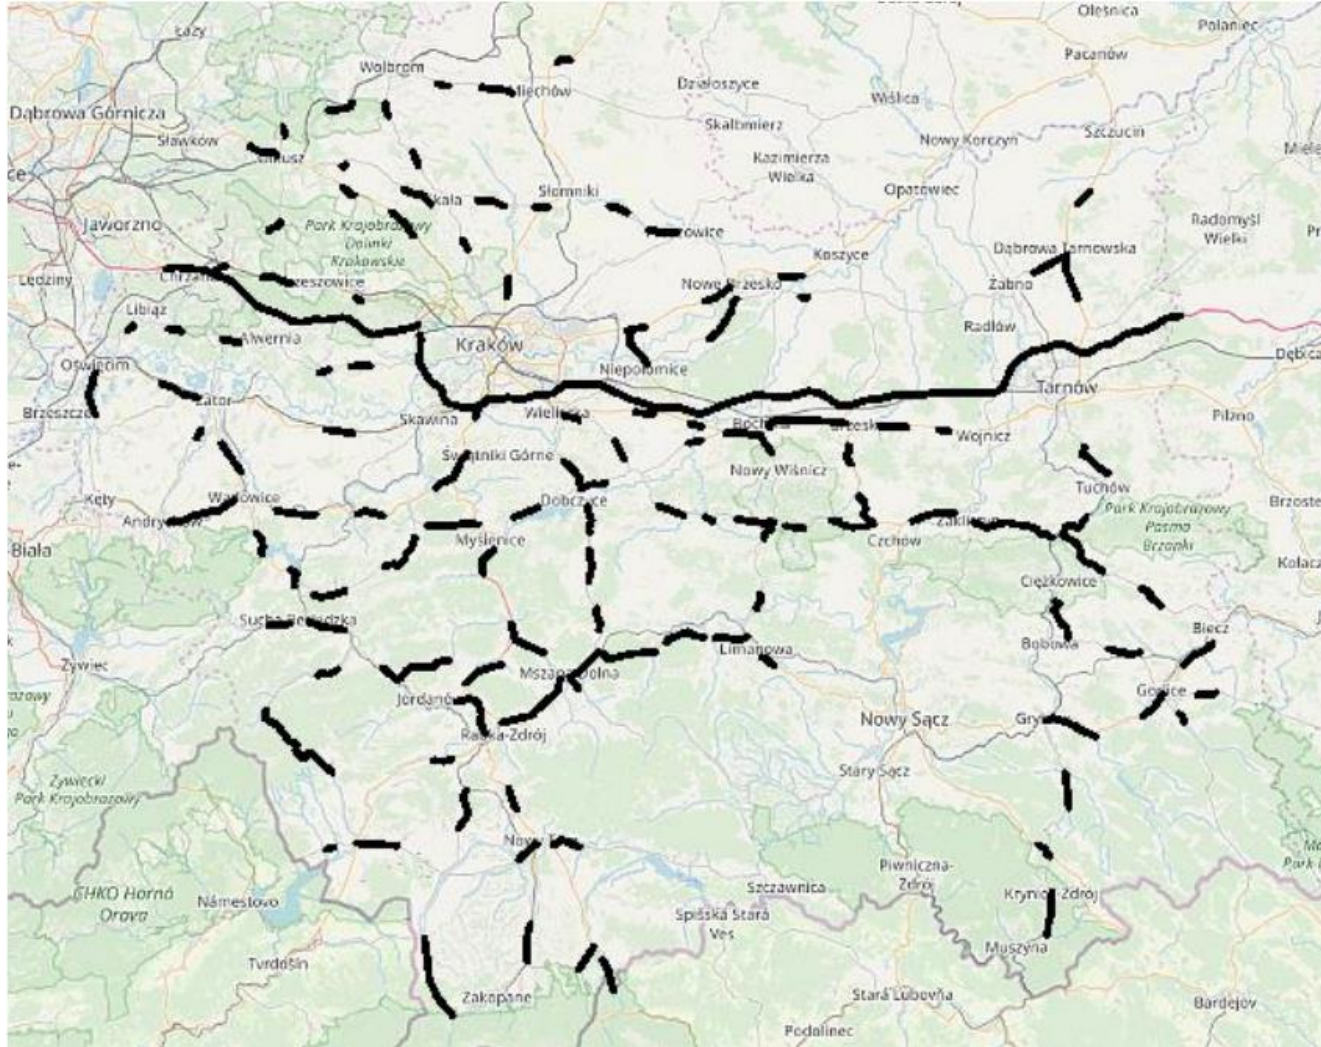 Oleśnica
Łazy
Połaniec
Pacanów
Wolbrom
Działoszyce
Miechów
Wiślica
Dąbrowa Górnicza
Skalbmierz
Szczucin
Sławków
Nowy Korczyn
Kazimierza
Wielka
Opatowiec
Słomniki
Jaworzno
Park Krajobrazowy
Dolinki
Krakowskie
Radomyśl
Wielki
Dąbrowa Tarnowska
Koszyce
Lędziny
Nowe Brzesko
Żabno
Libiąż
Radłów
Alwernia
Kraków
Oświęcim
Niepołomice
Tarnów
Zator
Brzeszcze
Skawina
Wieliczka
Pilzno
Wojnicz
Świątniki Górne
Nowy Wiśnicz
Tuchów
Kęty
Wadowice
Dobczyce
Park Krajobrazowy
Pasma
Brzanki
Myślenice
Czchów
Biała
Ciężkowice
Sucha Beskidzka
Biecz
Bobowa
Limanowa
Żywiec
Mszana Dolna
Jordanów
Gorlice
Nowy Sącz
Rabka-Zdrój
Stary Sącz
Żywiecki
Park Krajobrazowy
Piwniczna-
Zdrój
Szczawnica
CHKO Horná
Orava
Námestovo
Krynica-Zdrój
Spišská Stará
Ves
Muszyna
Tvrdošín
Zakopane
Stará Ľubovňa
Bardejov
Podolínec